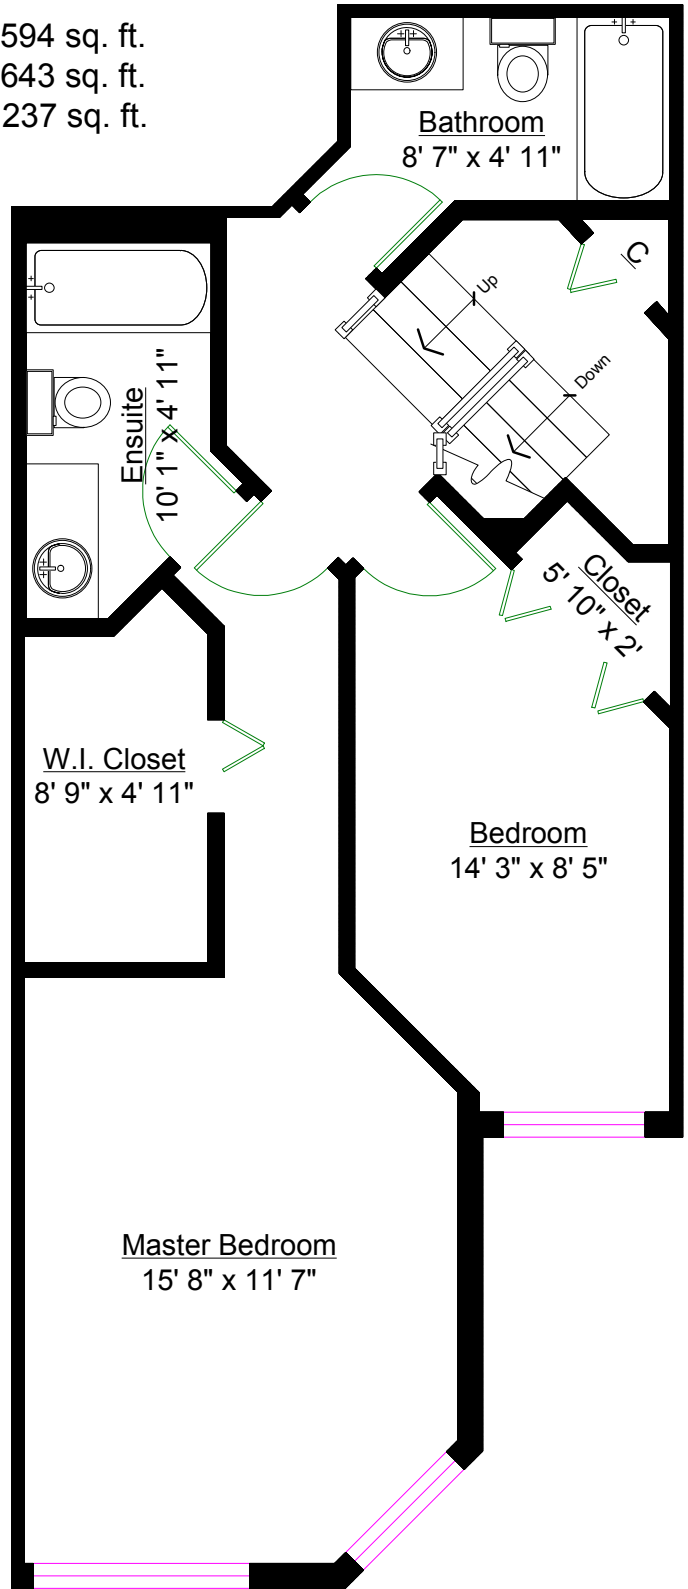 594 sq. ft.
643 sq. ft.
237 sq. ft.
Bathroom
8' 7" x 4' 11"
C
Up
Down
Ensuite
10' 1" x 4' 11"
Closet
5' 10" x 2'
W.I. Closet
8' 9" x 4' 11"
Bedroom
14' 3" x 8' 5"
Master Bedroom
15' 8" x 11' 7"